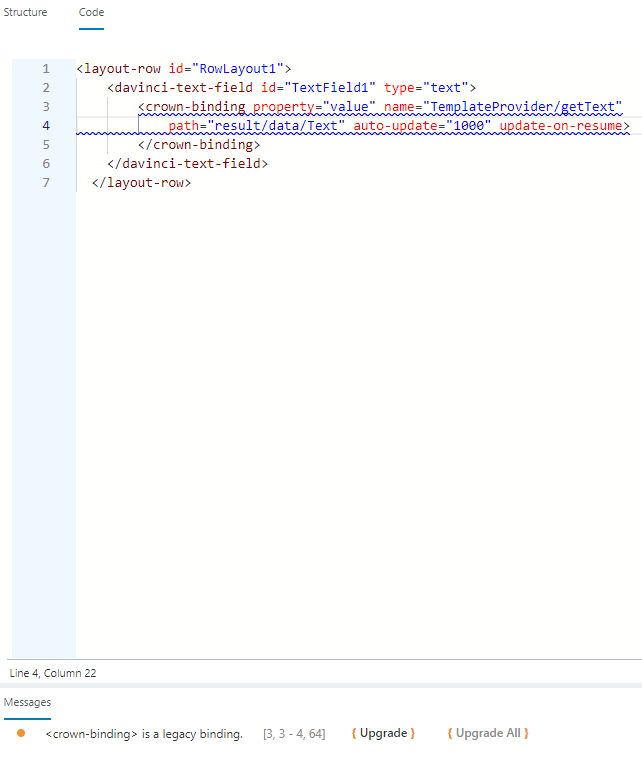 Structure Code
1 <layout-row id="RowLayout1">
2 <davinci-text-field id="TextField1" type="text">
3 <crown-binding property="value" name="TemplateProvider/getText"
4 path="result/data/Text" auto-update="1000" update-on-resume>
5 </crown-binding>
6 </davinci-text-field>
7 </layout-row>
Line 4, Column 22
Messages
<crown-binding> is a legacy binding. [3, 3 - 4, 64] { Upgrade } { Upgrade All }